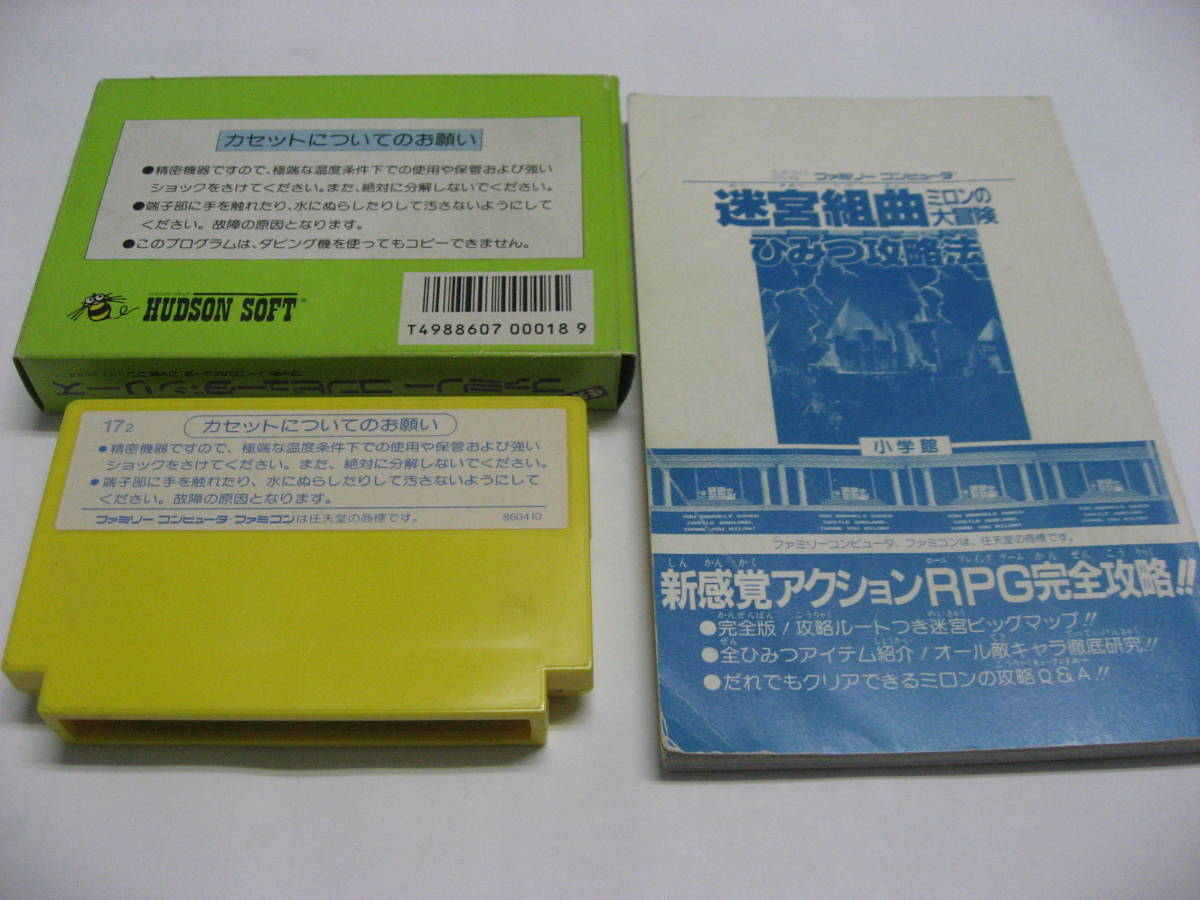 カセットについてのお願い
●精密機器ですので、極端な温度条件下での使用や保管および強い
ショックをさけてください。また、絶対に分解しないでください。
●端子部に手を触れたり、水にぬらしたりして汚さないようにして
ください。故障の原因となります。
●このプログラムは、ダビング機を使ってもコピーできません。
HUDSON SOFT
T4988607 00018 9
ファミリー コンピュータ・シリーズ
17₂
カセットについてのお願い
●精密機器ですので、極端な温度条件下での使用や保管および強い
ショックをさけてください。また、絶対に分解しないでください。
●端子部に手を触れたり、水にぬらしたりして汚さないようにして
ください。故障の原因となります。
ファミリー コンピュータ・ファミコンは任天堂の商標です。
860410
ファミリー コンピュータ
迷宮組曲 ミロンの大冒険
ひみつ攻略法
小学館
ファミリーコンピュータ、ファミコンは、任天堂の商標です。
新感覚アクションRPG完全攻略!!
●完全版!攻略ルートつき迷宮ビッグマップ!!
●全ひみつアイテム紹介!オール敵キャラ徹底研究!!
●だれでもクリアできるミロンの攻略Q&A!!